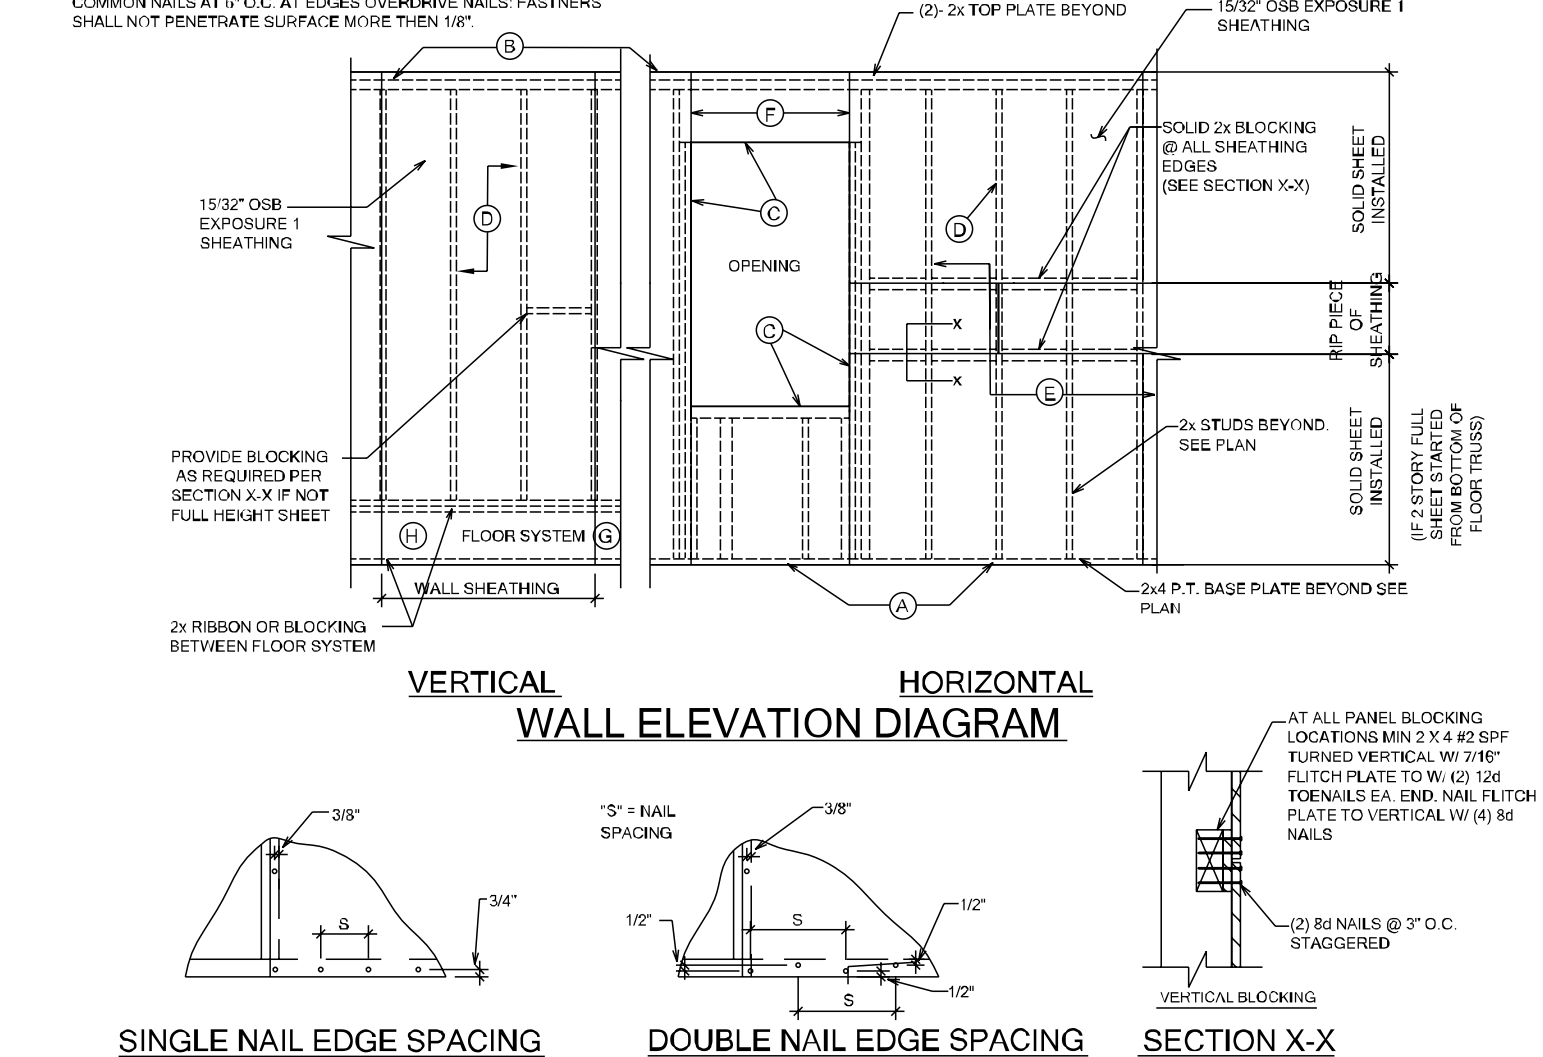 COMMON NAILS AT 6" O.C. AT EDGES OVERDRIVE NAILS: FASTNERS
SHALL NOT PENETRATE SURFACE MORE THEN 1/8".
(2)- 2x TOP PLATE BEYOND
15/32" OSB EXPOSURE 1
SHEATHING
B
F
SOLID 2x BLOCKING
@ ALL SHEATHING
EDGES
(SEE SECTION X-X)
SOLID SHEET
INSTALLED
15/32" OSB
EXPOSURE 1
SHEATHING
D
C
D
OPENING
RIP PIECE
OF
SHEATHING
C
x
x
E
2x STUDS BEYOND.
SEE PLAN
SOLID SHEET
INSTALLED
(IF 2 STORY FULL
SHEET STARTED
FROM BOTTOM OF
FLOOR TRUSS)
PROVIDE BLOCKING
AS REQUIRED PER
SECTION X-X IF NOT
FULL HEIGHT SHEET
H
FLOOR SYSTEM
G
WALL SHEATHING
A
2x4 P.T. BASE PLATE BEYOND SEE
PLAN
2x RIBBON OR BLOCKING
BETWEEN FLOOR SYSTEM
VERTICAL
HORIZONTAL
WALL ELEVATION DIAGRAM
3/8"
S
3/4"
SINGLE NAIL EDGE SPACING
"S" = NAIL
SPACING
3/8"
1/2"
S
1/2"
1/2"
S
DOUBLE NAIL EDGE SPACING
AT ALL PANEL BLOCKING
LOCATIONS MIN 2 X 4 #2 SPF
TURNED VERTICAL W/ 7/16"
FLITCH PLATE TO W/ (2) 12d
TOENAILS EA. END. NAIL FLITCH
PLATE TO VERTICAL W/ (4) 8d
NAILS
(2) 8d NAILS @ 3" O.C.
STAGGERED
VERTICAL BLOCKING
SECTION X-X